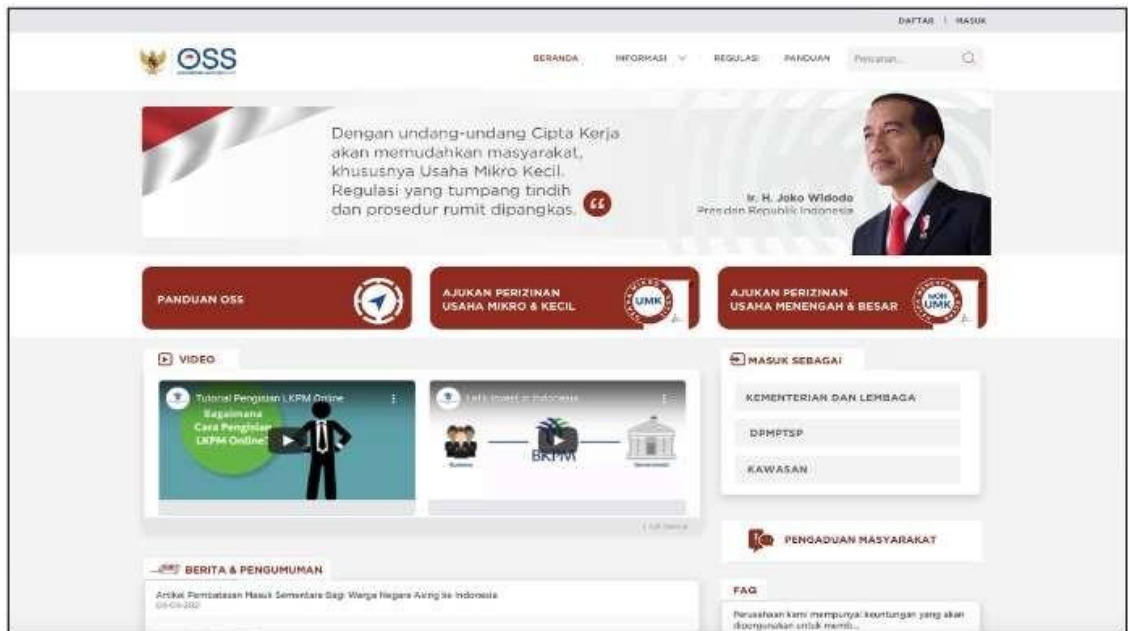 DAFTAR | MASUK
OSS
BERANDA INFORMASI REGULASI PANDUAN Pencarian...
Dengan undang-undang Cipta Kerja
akan memudahkan masyarakat,
khususnya Usaha Mikro Kecil.
Regulasi yang tumpang tindih
dan prosedur rumit dipangkas.
Ir. H. Joko Widodo
Presiden Republik Indonesia
PANDUAN OSS
AJUKAN PERIZINAN
USAHA MIKRO & KECIL
UMK
AJUKAN PERIZINAN
USAHA MENENGAH & BESAR
NON
UMK
VIDEO
Tutorial Pengisian LKPM Online
Bagaimana
Cara Pengisian
LKPM Online?
Let's Invest in Indonesia
BKPM
MASUK SEBAGAI
KEMENTERIAN DAN LEMBAGA
DPMPTSP
KAWASAN
PENGADUAN MASYARAKAT
BERITA & PENGUMUMAN
Artikel Pembatasan Masuk Sementara Bagi Warga Negara Asing ke Indonesia
FAQ
Perusahaan kami mempunyai keuntungan yang akan
dipergunakan untuk memb...